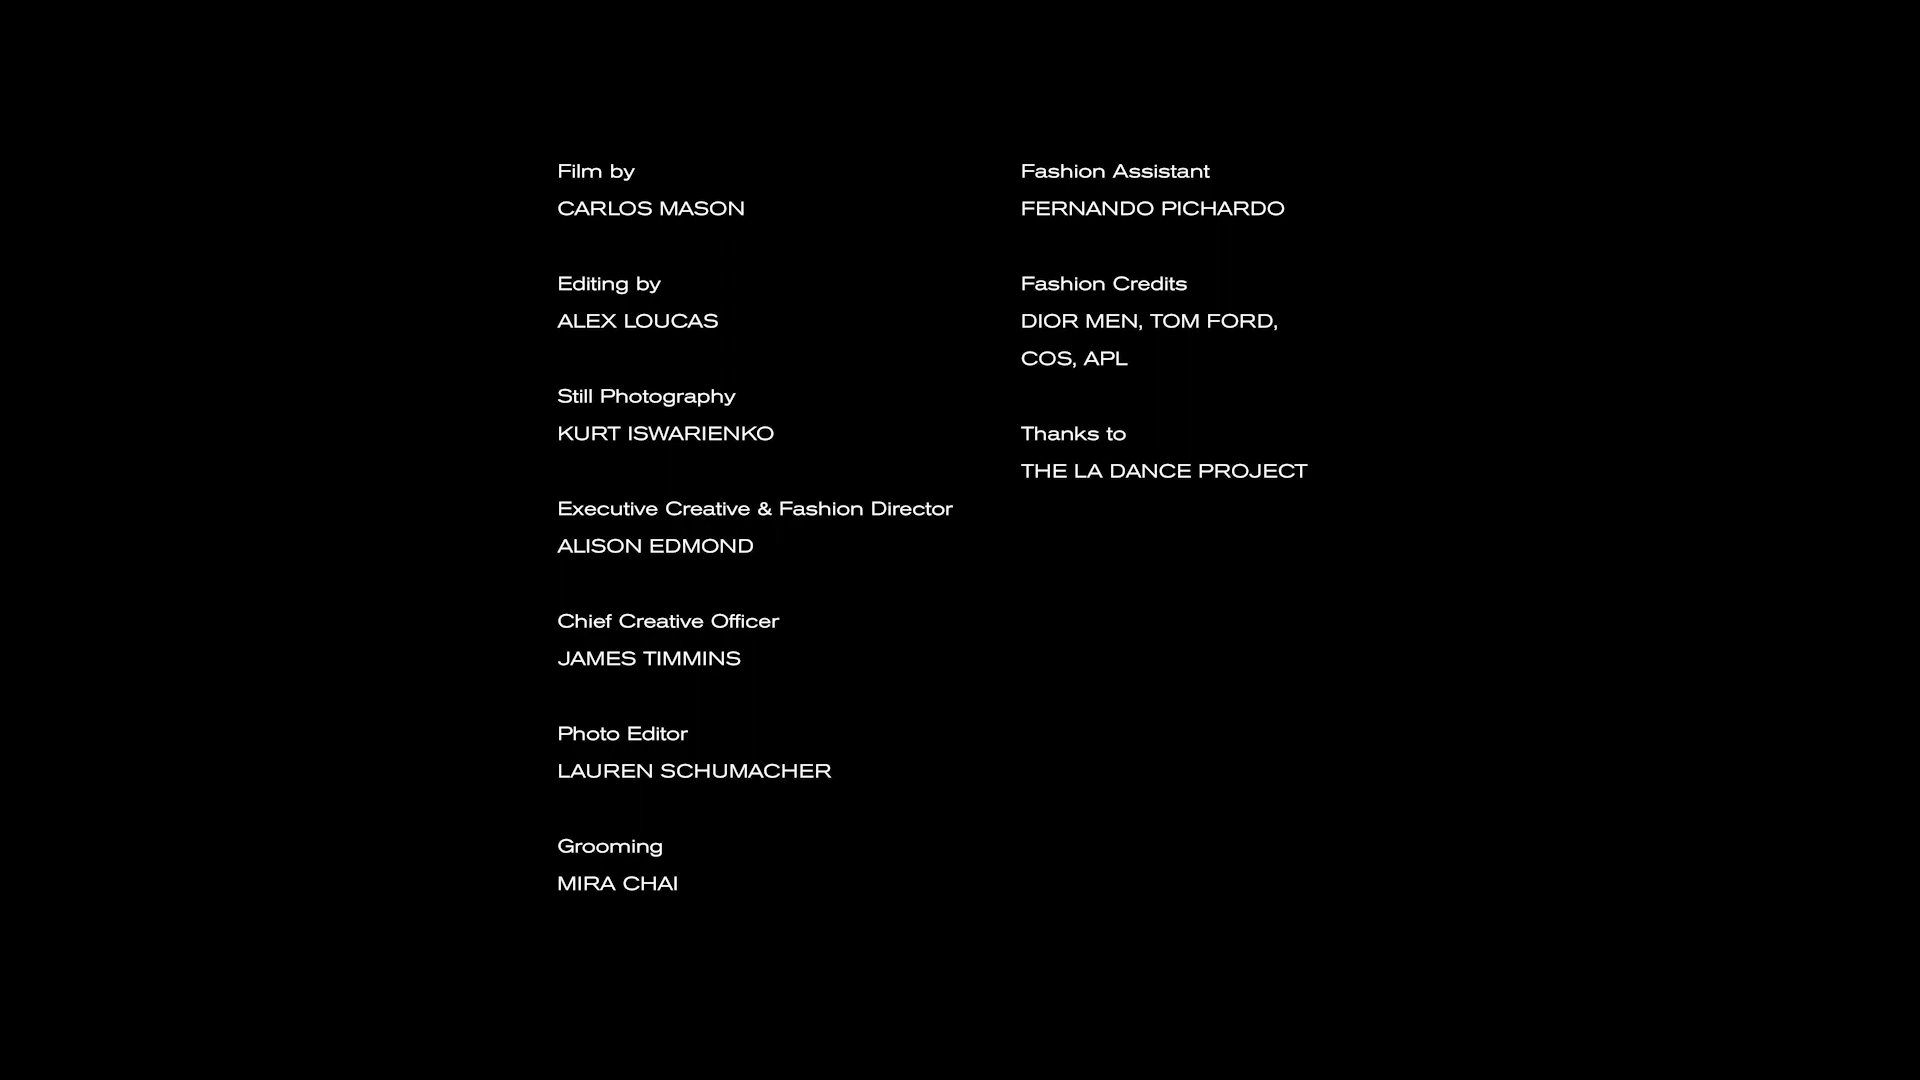 Film by
CARLOS MASON
Editing by
ALEX LOUCAS
Still Photography
KURT ISWARIENKO
Executive Creative & Fashion Director
ALISON EDMOND
Chief Creative Officer
JAMES TIMMINS
Photo Editor
LAUREN SCHUMACHER
Grooming
MIRA CHAI
Fashion Assistant
FERNANDO PICHARDO
Fashion Credits
DIOR MEN, TOM FORD,
COS, APL
Thanks to
THE LA DANCE PROJECT